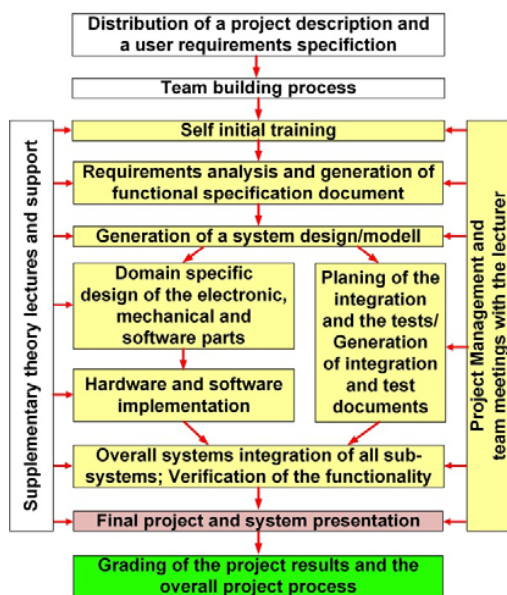 Distribution of a project description and
a user requirements specifiction
Team building process
Self initial training
Requirements analysis and generation of
functional specification document
Generation of a system design/modell
Domain specific
design of the electronic,
mechanical and
software parts
Planing of the
integration
and the tests/
Generation
of integration
and test
documents
Hardware and software
implementation
Overall systems integration of all sub-
systems; Verification of the functionality
Final project and system presentation
Grading of the project results and the
overall project process
Supplementary theory lectures and support
Project Management and
team meetings with the lecturer